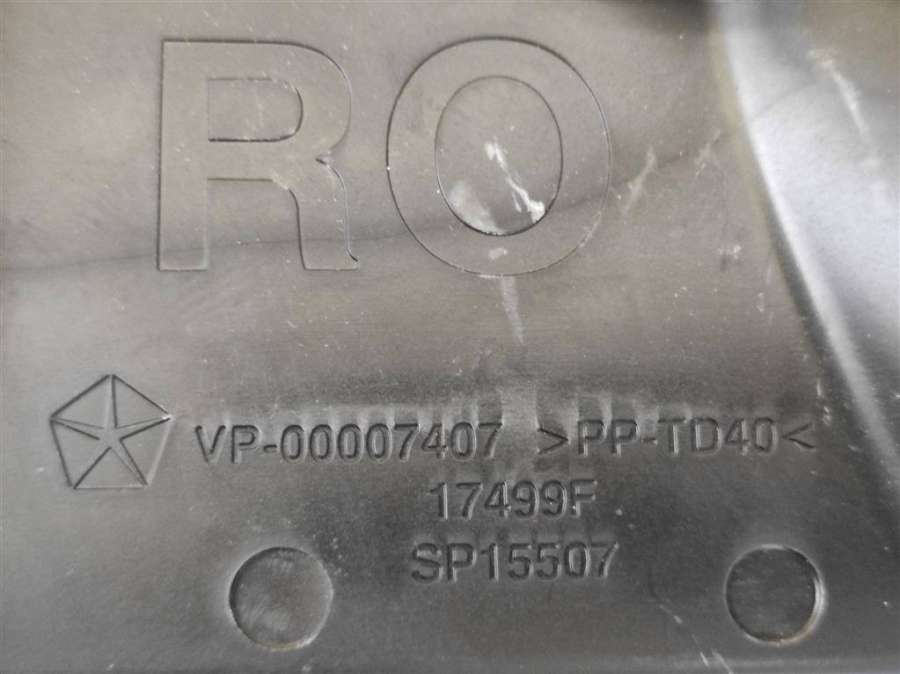 RO
VP-00007407 >PP-TD40<
17499F
SP15507